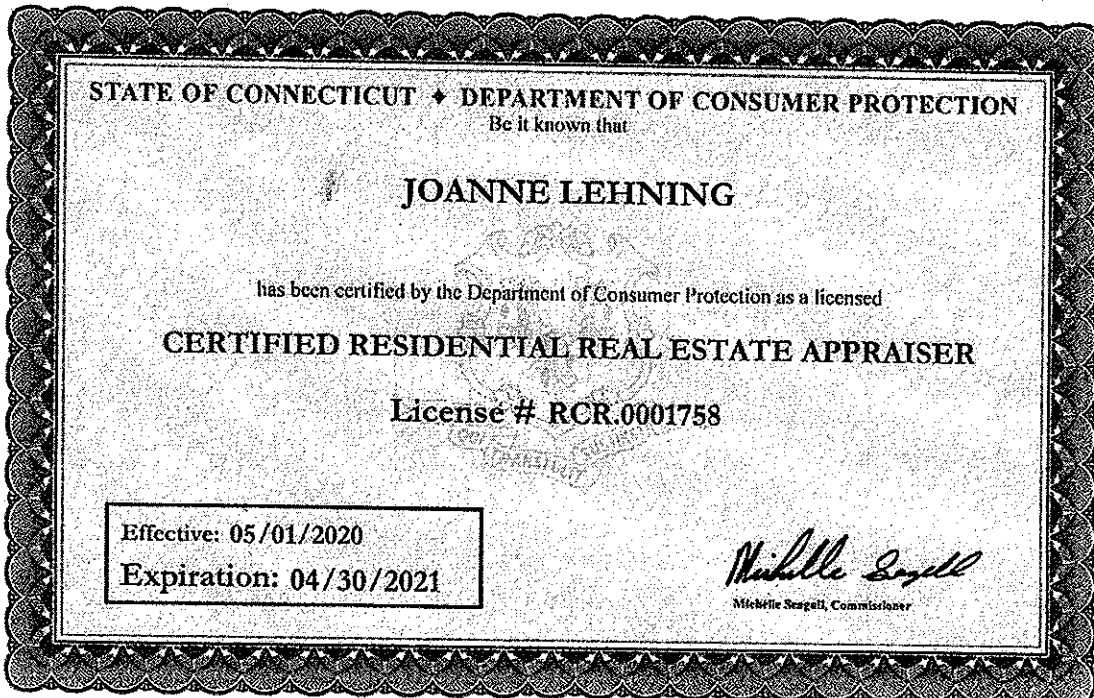 STATE OF CONNECTICUT ♦ DEPARTMENT OF CONSUMER PROTECTION
Be it known that
JOANNE LEHNING
has been certified by the Department of Consumer Protection as a licensed
CERTIFIED RESIDENTIAL REAL ESTATE APPRAISER
License # RCR.0001758
Effective: 05/01/2020
Expiration: 04/30/2021
Michelle Seagull
Michelle Seagull, Commissioner